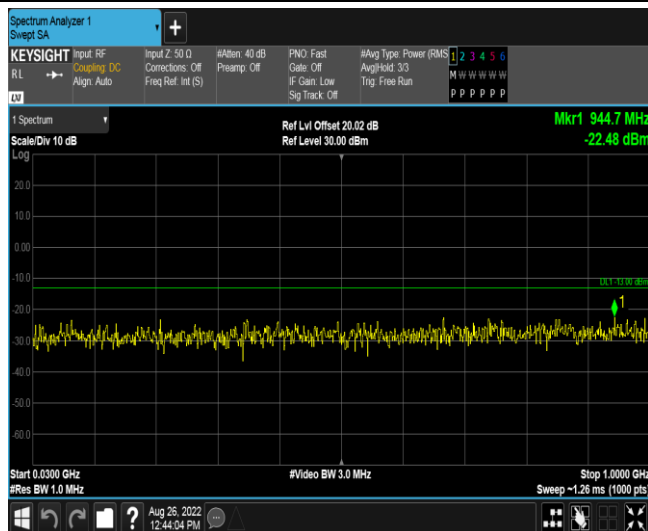 Spectrum Analyzer 1
Swept SA
KEYSIGHT
RL
LXI
Input: RF
Coupling: DC
Align: Auto
Input Z: 50 Ω
Corrections: Off
Freq Ref: Int (S)
#Atten: 40 dB
Preamp: Off
PNO: Fast
Gate: Off
IF Gain: Low
Sig Track: Off
#Avg Type: Power (RMS
Avg|Hold: 3/3
Trig: Free Run
1 2 3 4 5 6
M W W W W W
P P P P P P
1 Spectrum
Scale/Div 10 dB
Log
Ref Lvl Offset 20.02 dB
Ref Level 30.00 dBm
Mkr1 944.7 MHz
-22.48 dBm
20.0
10.0
0.00
-10.0
-20.0
-30.0
-40.0
-50.0
-60.0
DL1 -13.00 dBm
1
Start 0.0300 GHz
#Res BW 1.0 MHz
#Video BW 3.0 MHz
Stop 1.0000 GHz
Sweep ~1.26 ms (1000 pts)
?
Aug 26, 2022
12:44:04 PM